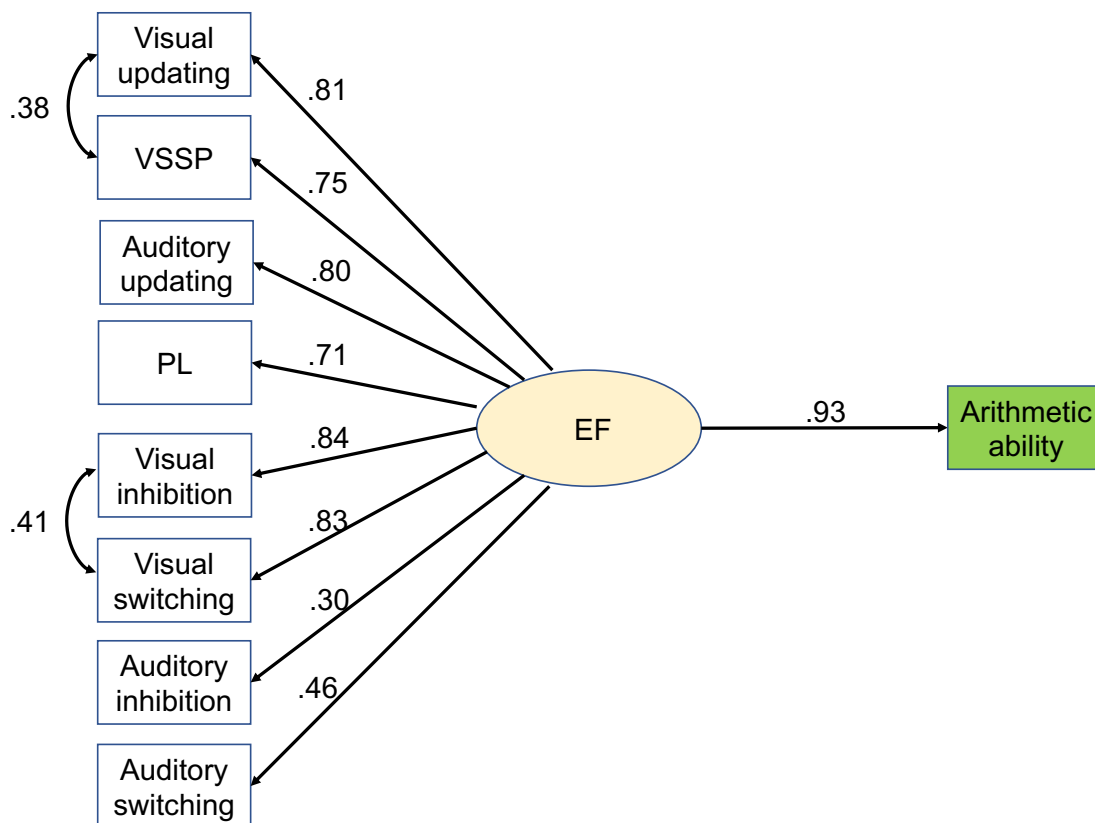 Visual
updating
.81
.38
VSSP
.75
Auditory
updating
.80
PL
.71
EF
.93
Arithmetic
ability
Visual
inhibition
.84
.41
Visual
switching
.83
Auditory
inhibition
.30
Auditory
switching
.46